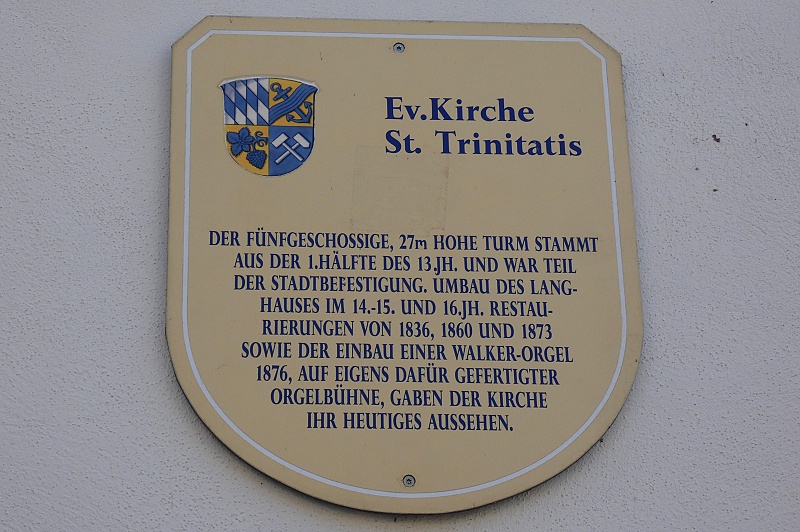 Ev.Kirche
St. Trinitatis
DER FÜNFGESCHOSSIGE, 27m HOHE TURM STAMMT
AUS DER 1.HÄLFTE DES 13.JH. UND WAR TEIL
DER STADTBEFESTIGUNG. UMBAU DES LANG-
HAUSES IM 14.-15. UND 16.JH. RESTAU-
RIERUNGEN VON 1836, 1860 UND 1873
SOWIE DER EINBAU EINER WALKER-ORGEL
1876, AUF EIGENS DAFÜR GEFERTIGTER
ORGELBÜHNE, GABEN DER KIRCHE
IHR HEUTIGES AUSSEHEN.